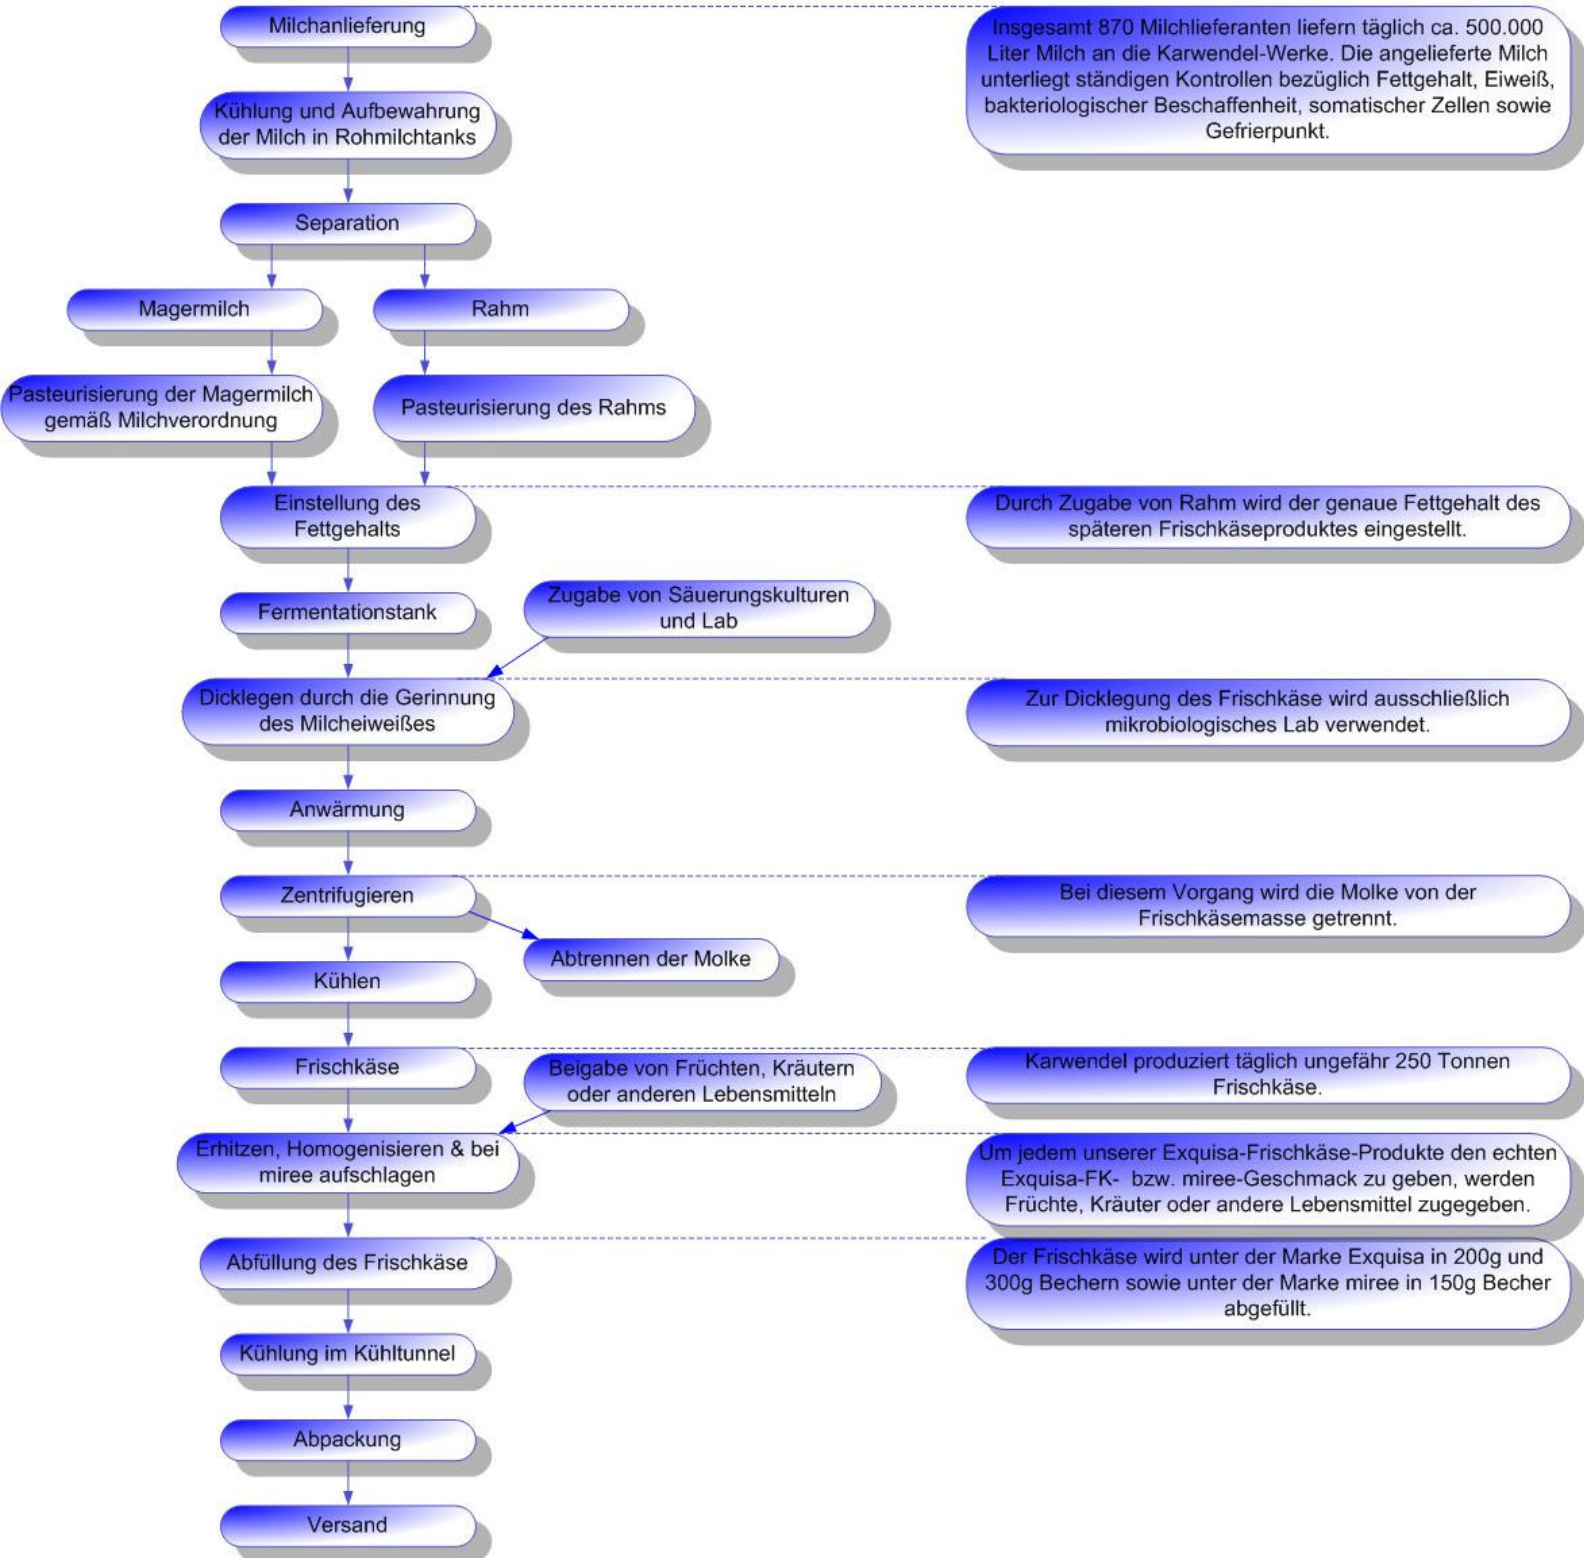 Milchanlieferung
Insgesamt 870 Milchlieferanten liefern täglich ca. 500.000
Liter Milch an die Karwendel-Werke. Die angelieferte Milch
unterliegt ständigen Kontrollen bezüglich Fettgehalt, Eiweiß,
bakteriologischer Beschaffenheit, somatischer Zellen sowie
Gefrierpunkt.
Kühlung und Aufbewahrung
der Milch in Rohmilchtanks
Separation
Magermilch
Rahm
Pasteurisierung der Magermilch
gemäß Milchverordnung
Pasteurisierung des Rahms
Einstellung des
Fettgehalts
Durch Zugabe von Rahm wird der genaue Fettgehalt des
späteren Frischkäseproduktes eingestellt.
Fermentationstank
Zugabe von Säuerungskulturen
und Lab
Dicklegen durch die Gerinnung
des Milcheiweißes
Zur Dicklegung des Frischkäse wird ausschließlich
mikrobiologisches Lab verwendet.
Anwärmung
Zentrifugieren
Bei diesem Vorgang wird die Molke von der
Frischkäsemasse getrennt.
Abtrennen der Molke
Kühlen
Frischkäse
Beigabe von Früchten, Kräutern
oder anderen Lebensmitteln
Karwendel produziert täglich ungefähr 250 Tonnen
Frischkäse.
Erhitzen, Homogenisieren & bei
miree aufschlagen
Um jedem unserer Exquisa-Frischkäse-Produkte den echten
Exquisa-FK- bzw. miree-Geschmack zu geben, werden
Früchte, Kräuter oder andere Lebensmittel zugegeben.
Abfüllung des Frischkäse
Der Frischkäse wird unter der Marke Exquisa in 200g und
300g Bechern sowie unter der Marke miree in 150g Becher
abgefüllt.
Kühlung im Kühltunnel
Abpackung
Versand